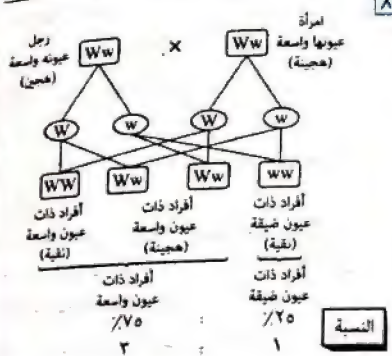 رجل عيونه واسعة (هجين) Ww × Ww امرأة عيونها واسعة (هجينة)
W w W w
WW Ww Ww ww
أفراد ذات عيون واسعة (نقية) أفراد ذات عيون واسعة (هجينة) أفراد ذات عيون ضيقة (نقية)
أفراد ذات عيون واسعة أفراد ذات عيون ضيقة
٪٧٥ : ٪٢٥
٣ : ١ النسبة